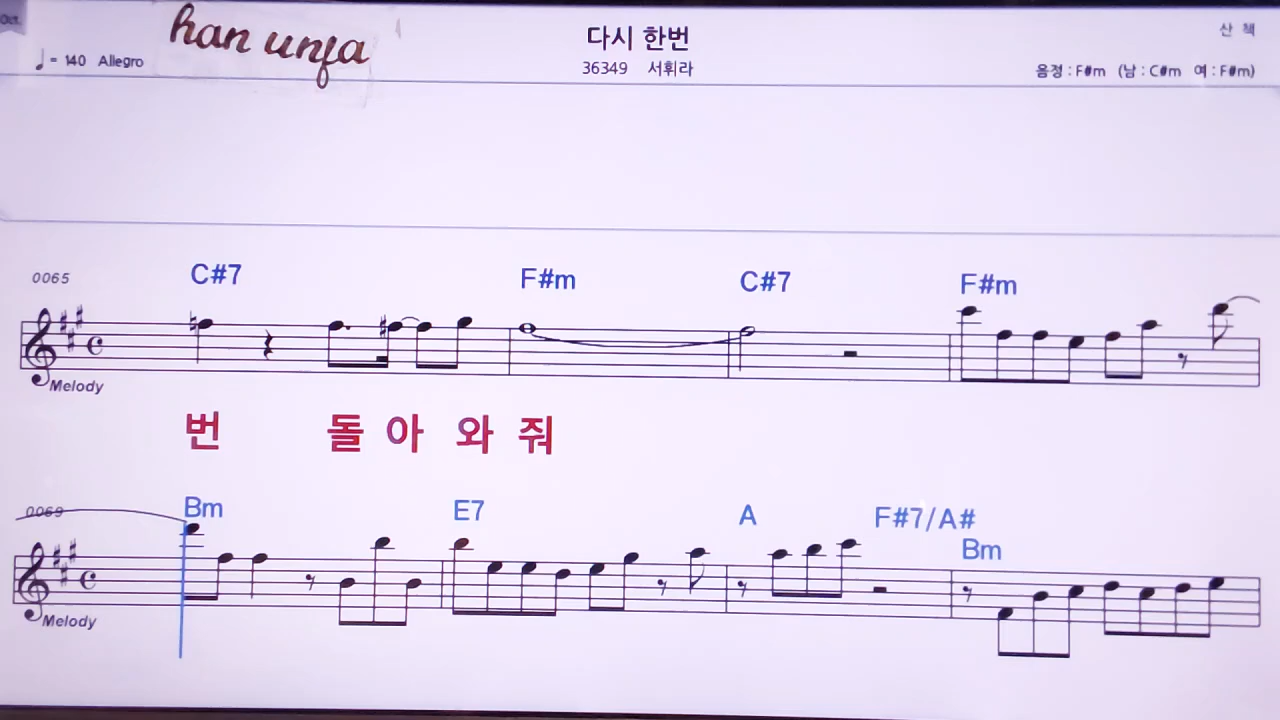 Oct.
han unja
다시 한번
산 책
♩= 140 Allegro
36349 서휘라
음정 : F#m (남 : C#m 여 : F#m)
0065
C#7 F#m C#7 F#m
Melody
번 돌 아 와 줘
0069
Bm E7 A F#7/A#
Bm
Melody